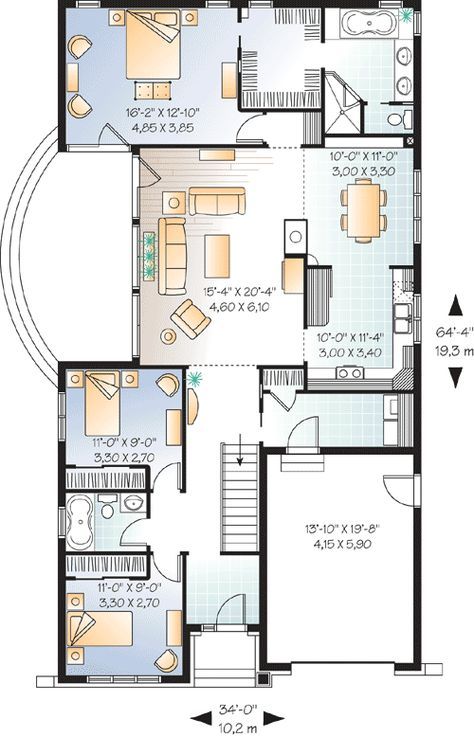 16'-2" X 12'-10"
4,85 X 3,85
10'-0" X 11'-0"
3,00 X 3,30
15'-4" X 20'-4"
4,60 X 6,10
10'-0" X 11'-4"
3,00 X 3,40
64'-4"
19,3 m
11'-0" X 9'-0"
3,30 X 2,70
13'-10" X 19'-8"
4,15 X 5,90
11'-0" X 9'-0"
3,30 X 2,70
34'-0"
10,2 m